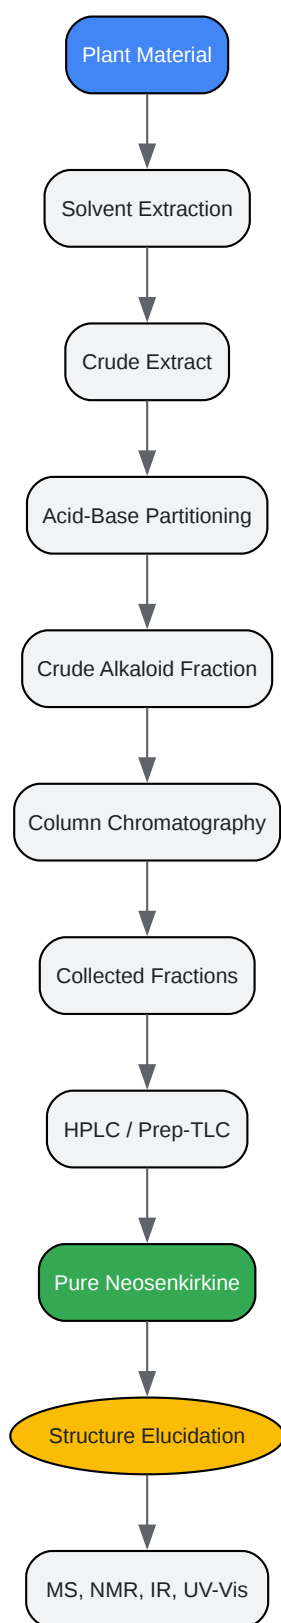 Plant Material
Solvent Extraction
Crude Extract
Acid-Base Partitioning
Crude Alkaloid Fraction
Column Chromatography
Collected Fractions
HPLC / Prep-TLC
Pure Neosenkirkine
Structure Elucidation
MS, NMR, IR, UV-Vis